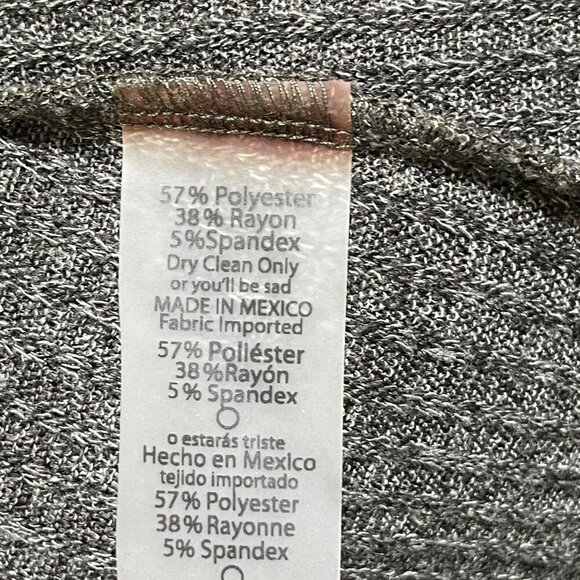 57% Polyester
38% Rayon
5%Spandex
Dry Clean Only
or you'll be sad
MADE IN MEXICO
Fabric Imported
57% Poliéster
38%Rayón
5% Spandex
o estarás triste
Hecho en Mexico
tejido importado
57% Polyester
38% Rayonne
5% Spandex